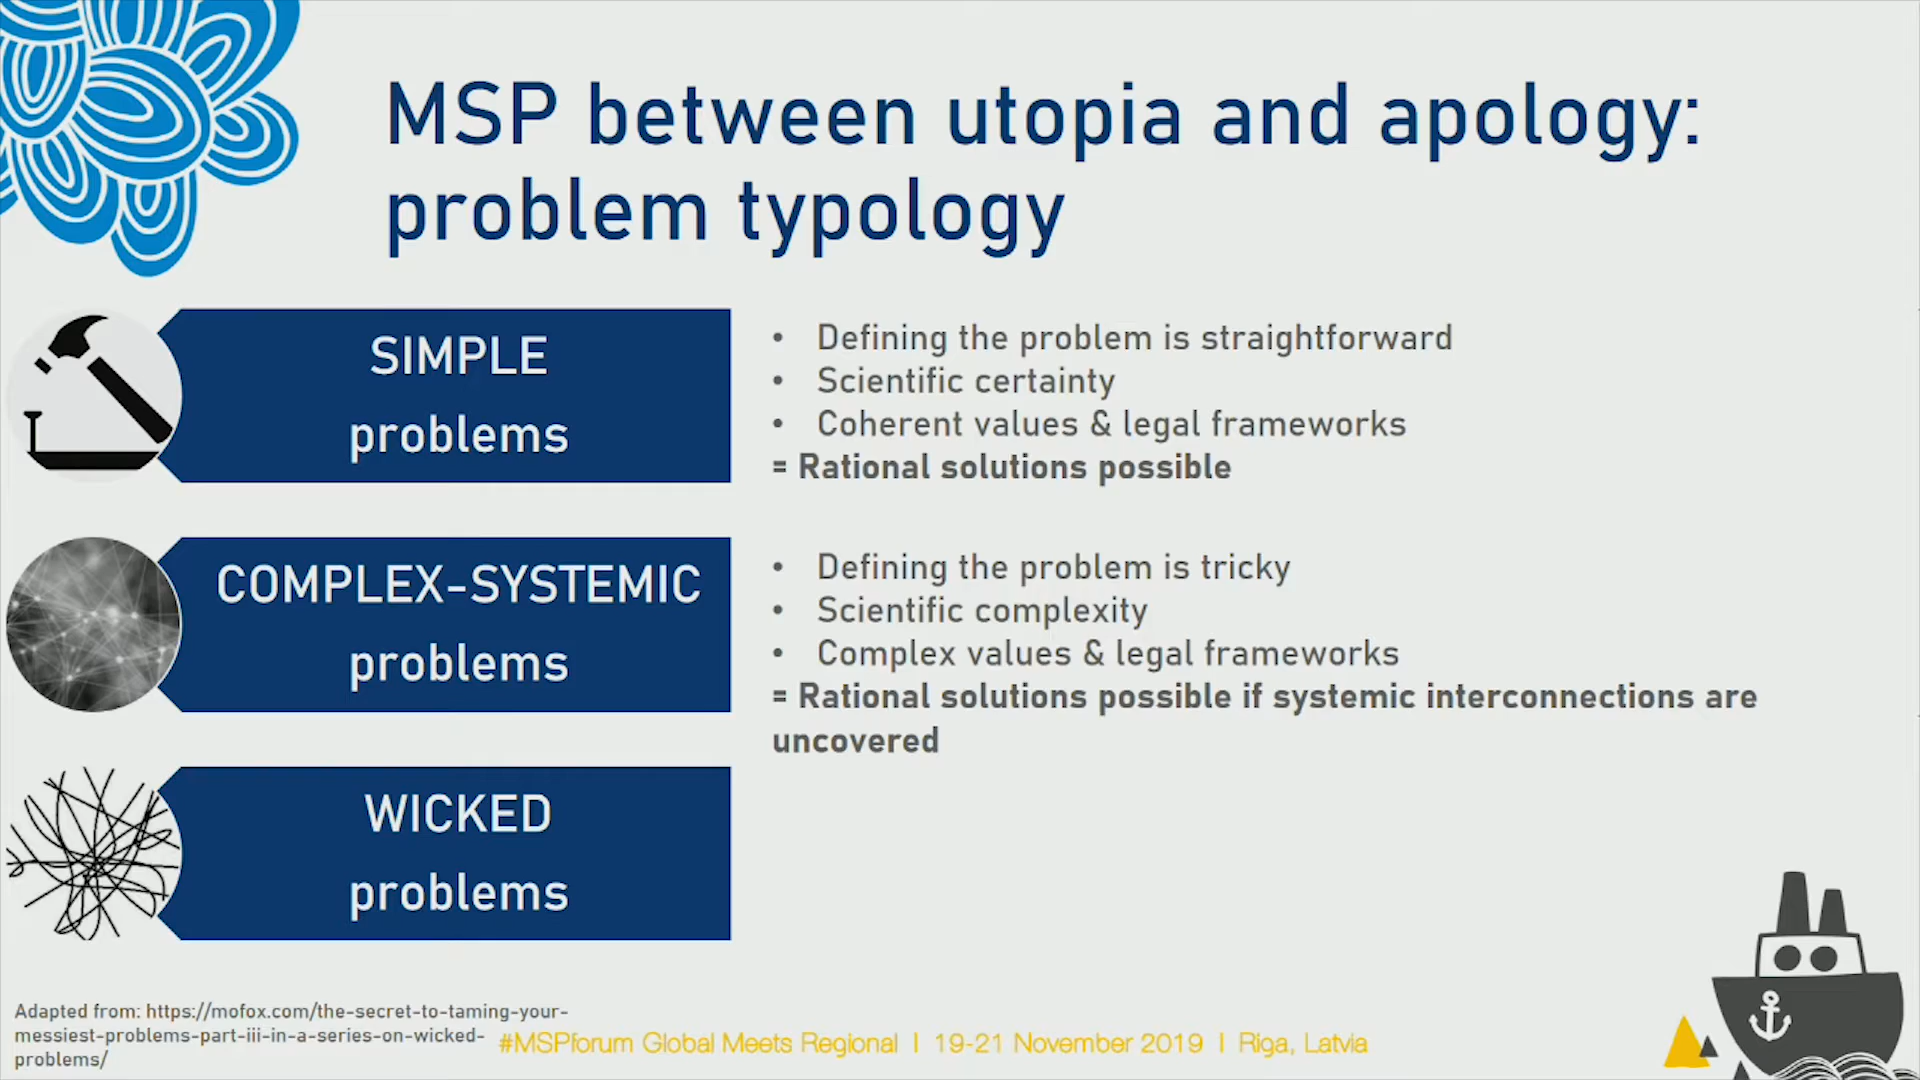 MSP between utopia and apology:
problem typology
SIMPLE
problems
• Defining the problem is straightforward
• Scientific certainty
• Coherent values & legal frameworks
= Rational solutions possible
COMPLEX-SYSTEMIC
problems
• Defining the problem is tricky
• Scientific complexity
• Complex values & legal frameworks
= Rational solutions possible if systemic interconnections are
uncovered
WICKED
problems
Adapted from: https://mofox.com/the-secret-to-taming-your-
messiest-problems-part-iii-in-a-series-on-wicked-
problems/
#MSPforum Global Meets Regional | 19-21 November 2019 | Riga, Latvia